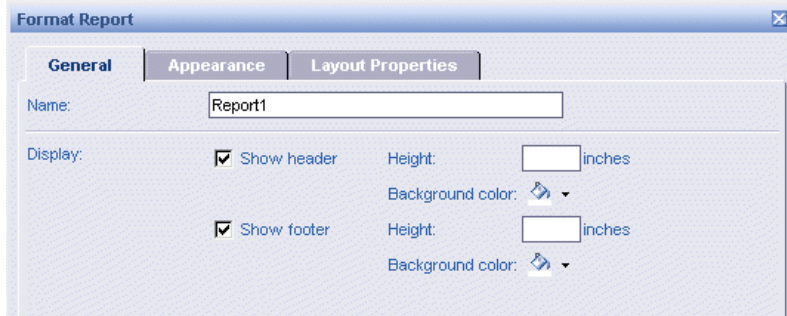 Format Report
General Appearance Layout Properties
Name: Report1
Display: Show header Height: inches
Background color:
Show footer Height: inches
Background color: